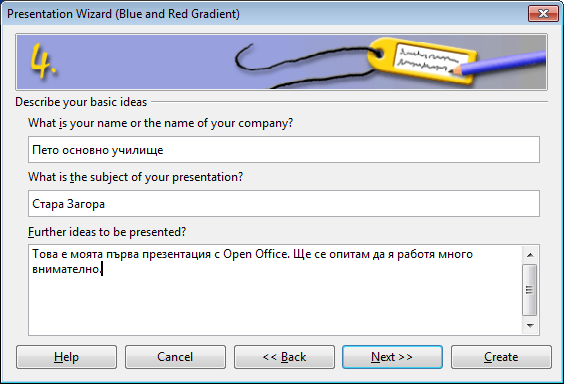 Presentation Wizard (Blue and Red Gradient)
4.
Describe your basic ideas
What is your name or the name of your company?
Пето основно училище
What is the subject of your presentation?
Стара Загора
Further ideas to be presented?
Това е моята първа презентация с Open Office. Ще се опитам да я работя много
внимателно.
Help
Cancel
<< Back
Next >>
Create